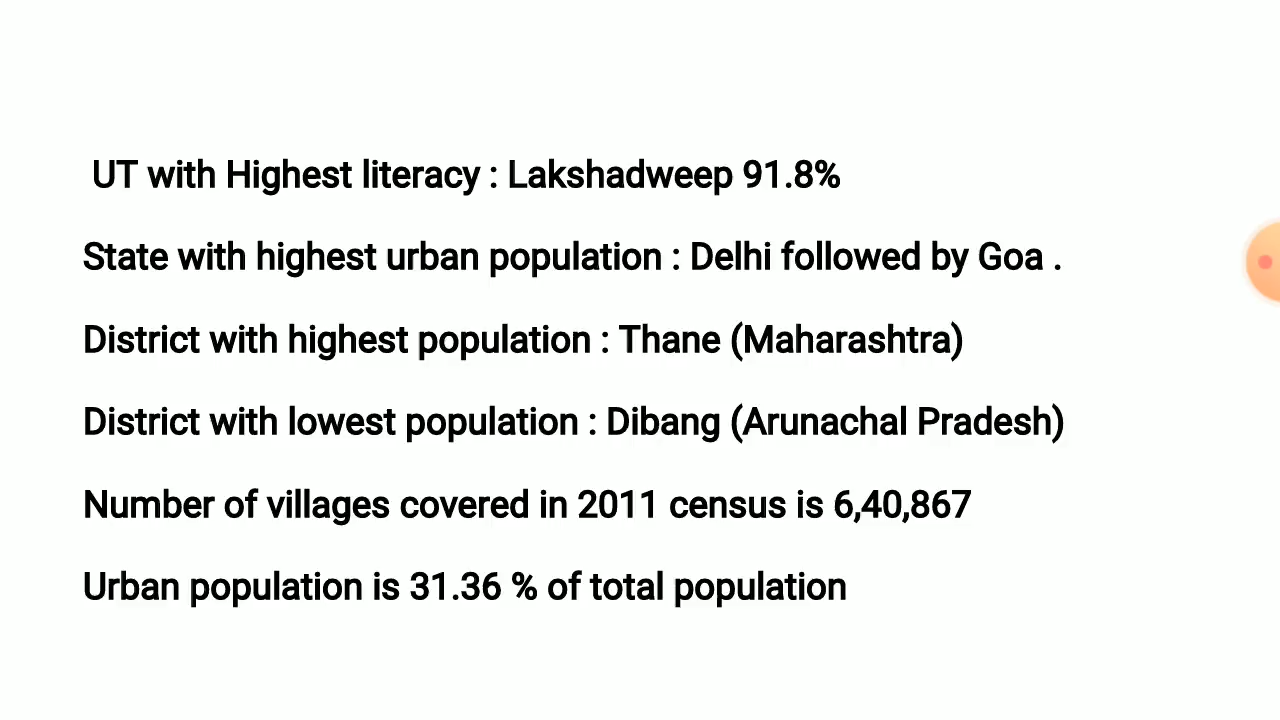 UT with Highest literacy : Lakshadweep 91.8%
State with highest urban population : Delhi followed by Goa .
District with highest population : Thane (Maharashtra)
District with lowest population : Dibang (Arunachal Pradesh)
Number of villages covered in 2011 census is 6,40,867
Urban population is 31.36 % of total population